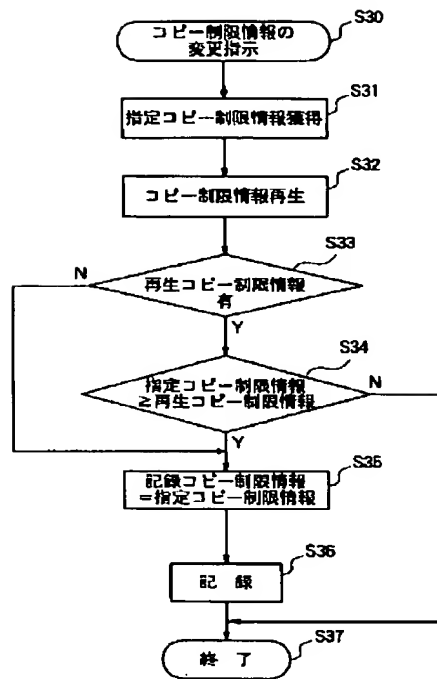 S30
コピー制限情報の
変更指示
S31
指定コピー制限情報獲得
S32
コピー制限情報再生
S33
N
再生コピー制限情報
有
Y
S34
指定コピー制限情報
≧再生コピー制限情報
N
Y
S35
記録コピー制限情報
=指定コピー制限情報
S36
記 録
S37
終 了